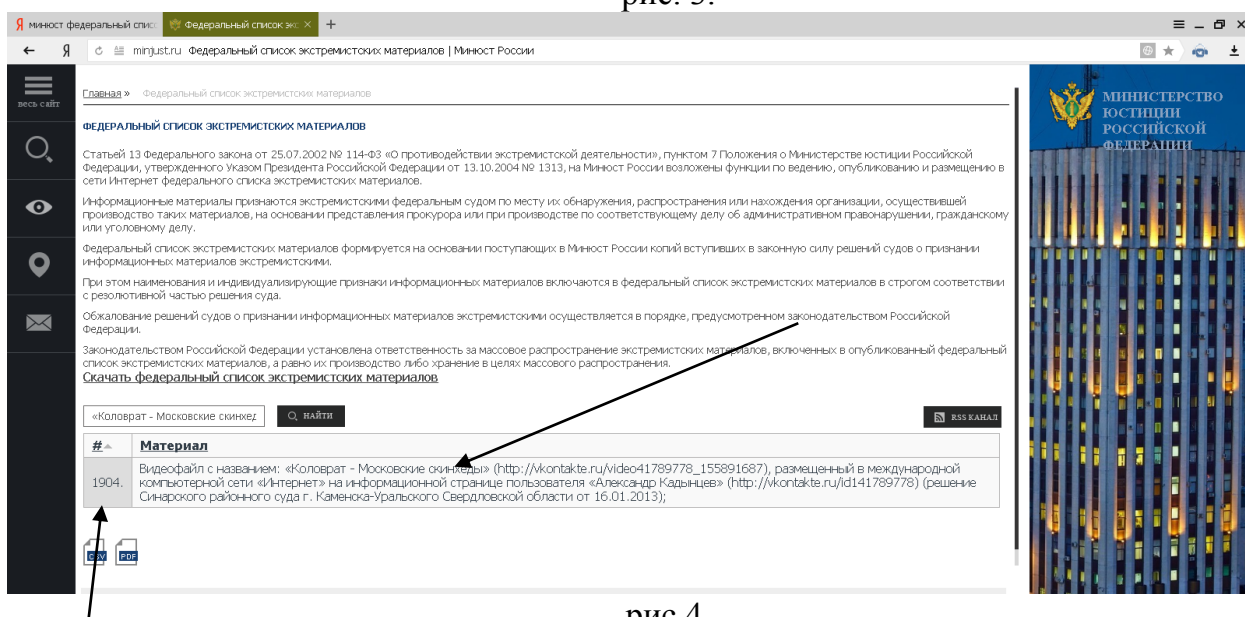 рис. 3.
Я минюст федеральный спис
Федеральный список экс
Я minjust.ru Федеральный список экстремистских материалов | Минюст России
весь сайт
Главная » Федеральный список экстремистских материалов
ФЕДЕРАЛЬНЫЙ СПИСОК ЭКСТРЕМИСТСКИХ МАТЕРИАЛОВ
Статьей 13 Федерального закона от 25.07.2002 № 114-ФЗ «О противодействии экстремистской деятельности», пунктом 7 Положения о Министерстве юстиции Российской
Федерации, утвержденного Указом Президента Российской Федерации от 13.10.2004 № 1313, на Минюст России возложены функции по ведению, опубликованию и размещению в
сети Интернет федерального списка экстремистских материалов.
Информационные материалы признаются экстремистскими федеральным судом по месту их обнаружения, распространения или нахождения организации, осуществившей
производство таких материалов, на основании представления прокурора или при производстве по соответствующему делу об административном правонарушении, гражданскому
или уголовному делу.
Федеральный список экстремистских материалов формируется на основании поступающих в Минюст России копий вступивших в законную силу решений судов о признании
информационных материалов экстремистскими.
При этом наименования и индивидуализирующие признаки информационных материалов включаются в федеральный список экстремистских материалов в строгом соответствии
с резолютивной частью решения суда.
Обжалование решений судов о признании информационных материалов экстремистскими осуществляется в порядке, предусмотренном законодательством Российской
Федерации.
Законодательством Российской Федерации установлена ответственность за массовое распространение экстремистских материалов, включенных в опубликованный федеральный
список экстремистских материалов, а равно их производство либо хранение в целях массового распространения.
Скачать федеральный список экстремистских материалов
«Коловрат - Московские скинхед
НАЙТИ
RSS КАНАЛ
# Материал
1904. Видеофайл с названием: «Коловрат - Московские скинхеды» (http://vkontakte.ru/video41789778_155891687), размещенный в международной
компьютерной сети «Интернет» на информационной странице пользователя «Александр Кадынцев» (http://vkontakte.ru/id141789778) (решение
Синарского районного суда г. Каменска-Уральского Свердловской области от 16.01.2013);
CSV PDF
МИНИСТЕРСТВО
ЮСТИЦИИ
РОССИЙСКОЙ
ФЕДЕРАЦИИ
рис 4